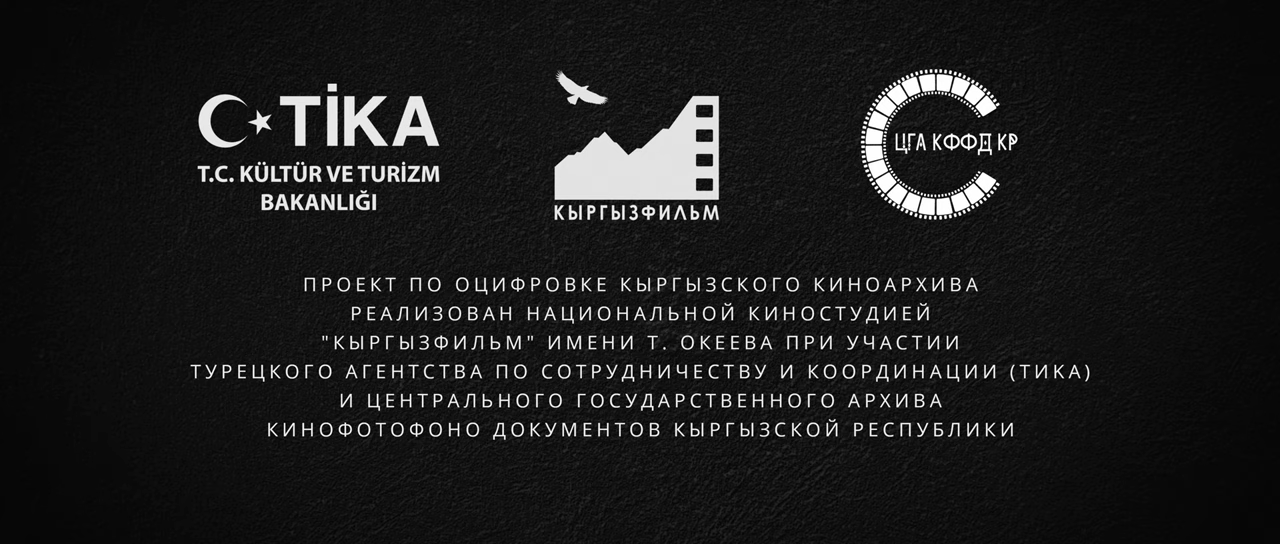 TİKA
T.C. KÜLTÜR VE TURİZM
BAKANLIĞI
КЫРГЫЗФИЛЬМ
ЦГА КФФД КР
ПРОЕКТ ПО ОЦИФРОВКЕ КЫРГЫЗСКОГО КИНОАРХИВА
РЕАЛИЗОВАН НАЦИОНАЛЬНОЙ КИНОСТУДИЕЙ
"КЫРГЫЗФИЛЬМ" ИМЕНИ Т. ОКЕЕВА ПРИ УЧАСТИИ
ТУРЕЦКОГО АГЕНТСТВА ПО СОТРУДНИЧЕСТВУ И КООРДИНАЦИИ (ТИКА)
И ЦЕНТРАЛЬНОГО ГОСУДАРСТВЕННОГО АРХИВА
КИНОФОТОФОНО ДОКУМЕНТОВ КЫРГЫЗСКОЙ РЕСПУБЛИКИ